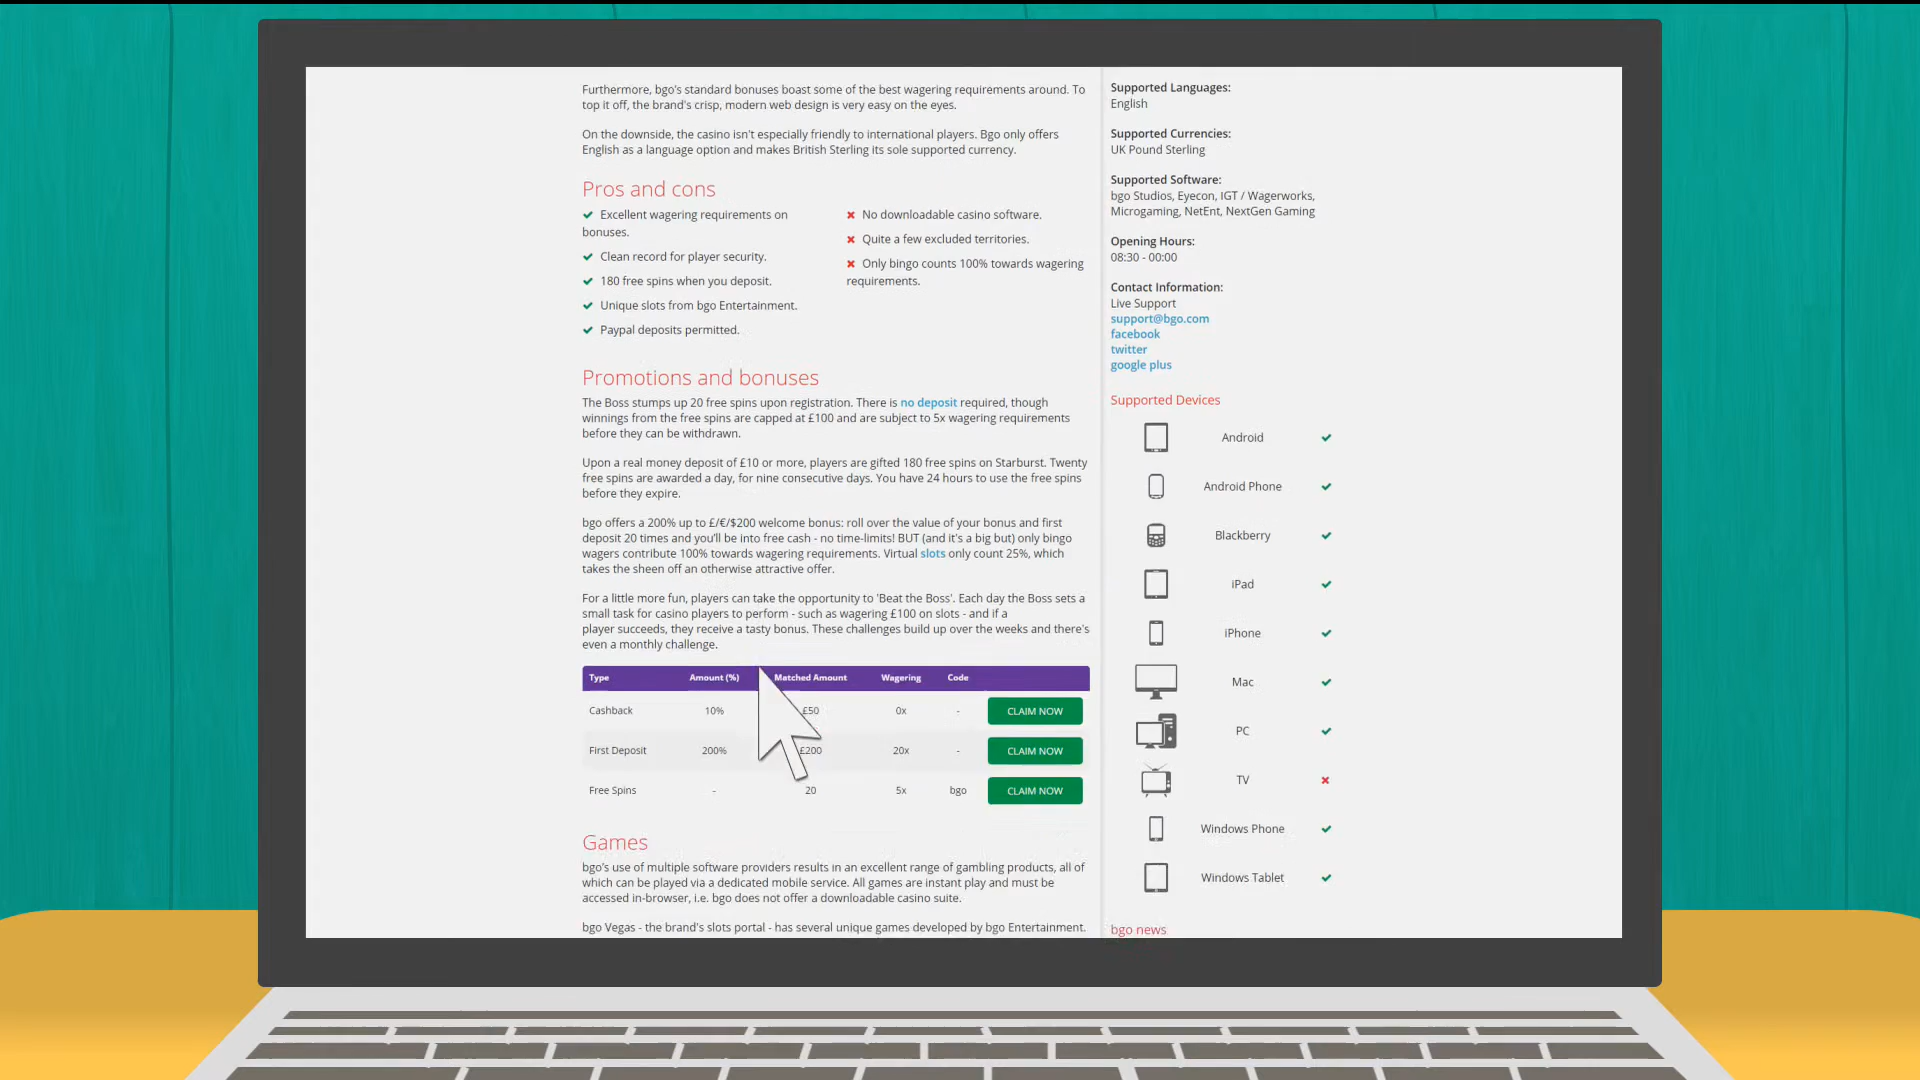 Furthermore, bgo's standard bonuses boast some of the best wagering requirements around. To
top it off, the brand's crisp, modern web design is very easy on the eyes.
On the downside, the casino isn't especially friendly to international players. Bgo only offers
English as a language option and makes British Sterling its sole supported currency.
Pros and cons
Excellent wagering requirements on
bonuses.
Clean record for player security.
180 free spins when you deposit.
Unique slots from bgo Entertainment.
Paypal deposits permitted.
No downloadable casino software.
Quite a few excluded territories.
Only bingo counts 100% towards wagering
requirements.
Promotions and bonuses
The Boss stumps up 20 free spins upon registration. There is no deposit required, though
winnings from the free spins are capped at £100 and are subject to 5x wagering requirements
before they can be withdrawn.
Upon a real money deposit of £10 or more, players are gifted 180 free spins on Starburst. Twenty
free spins are awarded a day, for nine consecutive days. You have 24 hours to use the free spins
before they expire.
bgo offers a 200% up to £/€/$200 welcome bonus: roll over the value of your bonus and first
deposit 20 times and you'll be into free cash - no time-limits! BUT (and it's a big but) only bingo
wagers contribute 100% towards wagering requirements. Virtual slots only count 25%, which
takes the sheen off an otherwise attractive offer.
For a little more fun, players can take the opportunity to 'Beat the Boss'. Each day the Boss sets a
small task for casino players to perform - such as wagering £100 on slots - and if a
player succeeds, they receive a tasty bonus. These challenges build up over the weeks and there's
even a monthly challenge.
Type Amount (%) Matched Amount Wagering Code
Cashback 10% £50 0x - CLAIM NOW
First Deposit 200% £200 20x - CLAIM NOW
Free Spins - 20 5x bgo CLAIM NOW
Games
bgo's use of multiple software providers results in an excellent range of gambling products, all of
which can be played via a dedicated mobile service. All games are instant play and must be
accessed in-browser, i.e. bgo does not offer a downloadable casino suite.
bgo Vegas - the brand's slots portal - has several unique games developed by bgo Entertainment.
Supported Languages:
English
Supported Currencies:
UK Pound Sterling
Supported Software:
bgo Studios, Eyecon, IGT / Wagerworks,
Microgaming, NetEnt, NextGen Gaming
Opening Hours:
08:30 - 00:00
Contact Information:
Live Support
support@bgo.com
facebook
twitter
google plus
Supported Devices
Android
Android Phone
Blackberry
iPad
iPhone
Mac
PC
TV
Windows Phone
Windows Tablet
bgo news